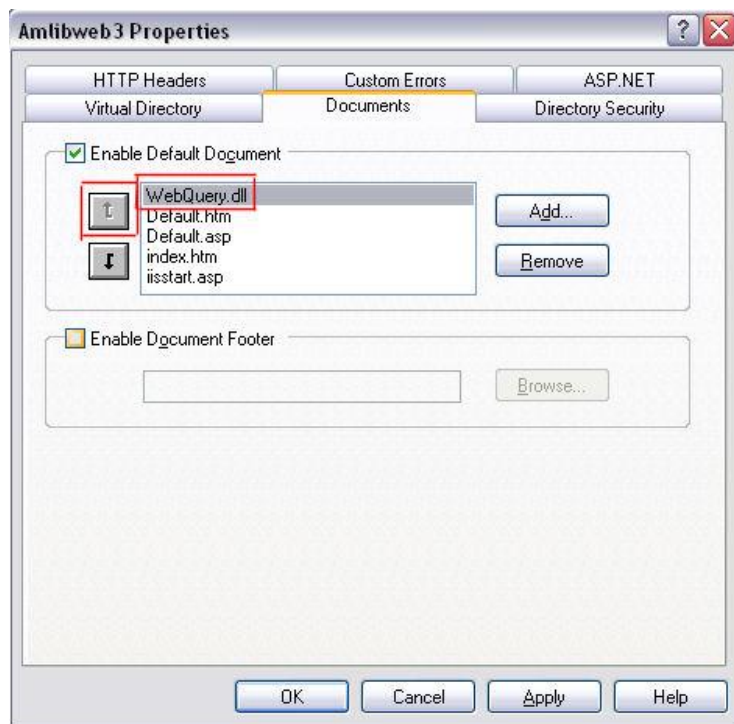 Amlibweb3 Properties
HTTP Headers Custom Errors ASP.NET
Virtual Directory Documents Directory Security
Enable Default Document
WebQuery.dll
Default.htm
Default.asp
index.htm
iisstart.asp
Add...
Remove
Enable Document Footer
Browse...
OK Cancel Apply Help